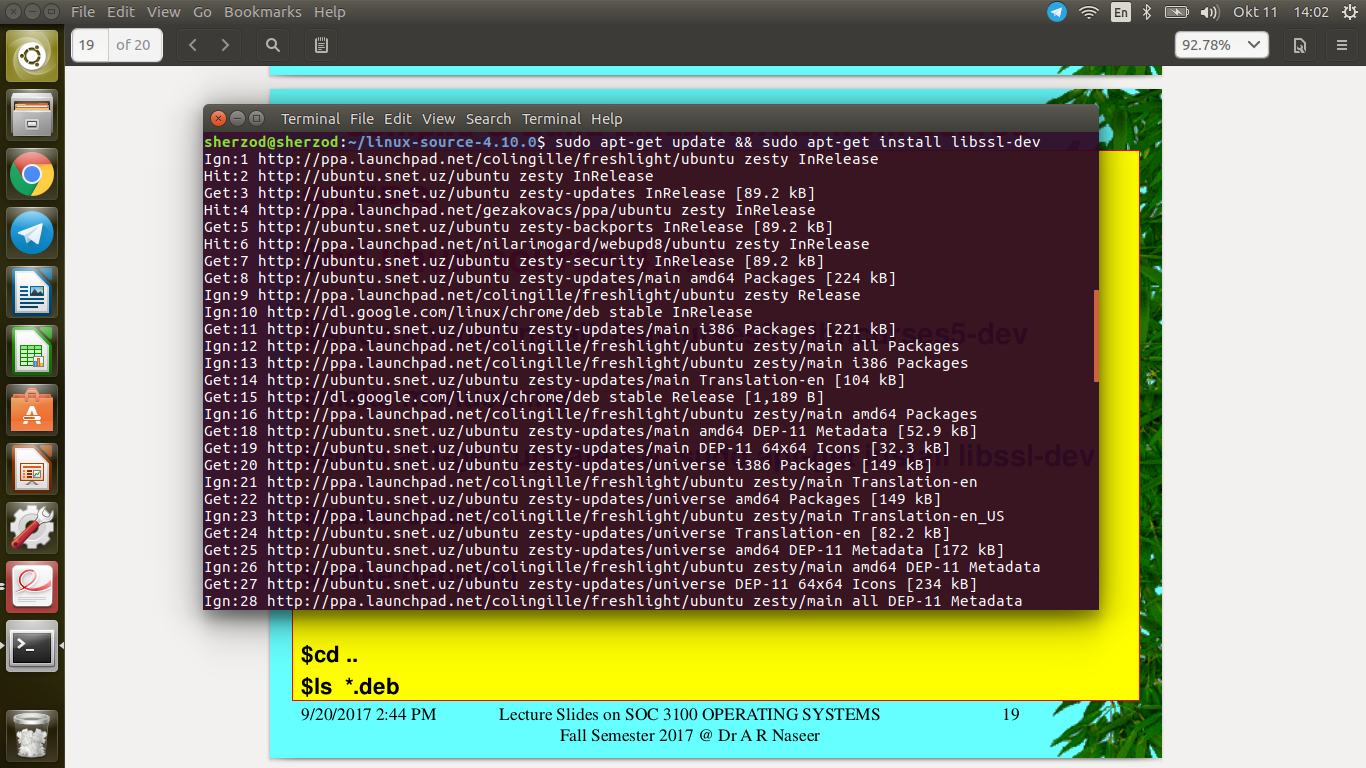 File Edit View Go Bookmarks Help En Okt 11 14:02
19 of 20 92.78%
Terminal File Edit View Search Terminal Help
sherzod@sherzod:~/linux-source-4.10.0$ sudo apt-get update && sudo apt-get install libssl-dev
Ign:1 http://ppa.launchpad.net/colingille/freshlight/ubuntu zesty InRelease
Hit:2 http://ubuntu.snet.uz/ubuntu zesty InRelease
Get:3 http://ubuntu.snet.uz/ubuntu zesty-updates InRelease [89.2 kB]
Hit:4 http://ppa.launchpad.net/gezakovacs/ppa/ubuntu zesty InRelease
Get:5 http://ubuntu.snet.uz/ubuntu zesty-backports InRelease [89.2 kB]
Hit:6 http://ppa.launchpad.net/nilarimogard/webupd8/ubuntu zesty InRelease
Get:7 http://ubuntu.snet.uz/ubuntu zesty-security InRelease [89.2 kB]
Get:8 http://ubuntu.snet.uz/ubuntu zesty-updates/main amd64 Packages [224 kB]
Ign:9 http://ppa.launchpad.net/colingille/freshlight/ubuntu zesty Release
Ign:10 http://dl.google.com/linux/chrome/deb stable InRelease
Get:11 http://ubuntu.snet.uz/ubuntu zesty-updates/main i386 Packages [221 kB]
Ign:12 http://ppa.launchpad.net/colingille/freshlight/ubuntu zesty/main all Packages
Ign:13 http://ppa.launchpad.net/colingille/freshlight/ubuntu zesty/main i386 Packages
Get:14 http://ubuntu.snet.uz/ubuntu zesty-updates/main Translation-en [104 kB]
Get:15 http://dl.google.com/linux/chrome/deb stable Release [1,189 B]
Ign:16 http://ppa.launchpad.net/colingille/freshlight/ubuntu zesty/main amd64 Packages
Get:18 http://ubuntu.snet.uz/ubuntu zesty-updates/main amd64 DEP-11 Metadata [52.9 kB]
Get:19 http://ubuntu.snet.uz/ubuntu zesty-updates/main DEP-11 64x64 Icons [32.3 kB]
Get:20 http://ubuntu.snet.uz/ubuntu zesty-updates/universe i386 Packages [149 kB]
Ign:21 http://ppa.launchpad.net/colingille/freshlight/ubuntu zesty/main Translation-en
Get:22 http://ubuntu.snet.uz/ubuntu zesty-updates/universe amd64 Packages [149 kB]
Ign:23 http://ppa.launchpad.net/colingille/freshlight/ubuntu zesty/main Translation-en_US
Get:24 http://ubuntu.snet.uz/ubuntu zesty-updates/universe Translation-en [82.2 kB]
Get:25 http://ubuntu.snet.uz/ubuntu zesty-updates/universe amd64 DEP-11 Metadata [172 kB]
Ign:26 http://ppa.launchpad.net/colingille/freshlight/ubuntu zesty/main amd64 DEP-11 Metadata
Get:27 http://ubuntu.snet.uz/ubuntu zesty-updates/universe DEP-11 64x64 Icons [234 kB]
Ign:28 http://ppa.launchpad.net/colingille/freshlight/ubuntu zesty/main all DEP-11 Metadata
$cd ..
$ls *.deb
9/20/2017 2:44 PM Lecture Slides on SOC 3100 OPERATING SYSTEMS 19
Fall Semester 2017 @ Dr A R Naseer